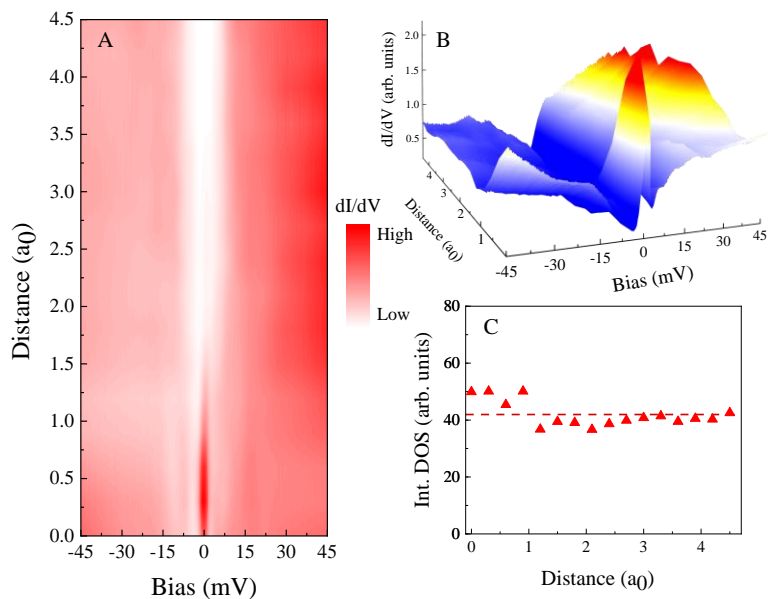 A
4.5
4.0
3.5
3.0
2.5
2.0
1.5
1.0
0.5
0.0
Distance (a0)
-45 -30 -15 0 15 30 45
Bias (mV)
dI/dV
High
Low
B
2.0
1.5
1.0
0.5
dI/dV (arb. units)
4
3
2
1
Distance (a0)
-45
-30
-15
0
15
30
45
Bias (mV)
C
80
60
40
20
0
Int. DOS (arb. units)
0 1 2 3 4
Distance (a0)